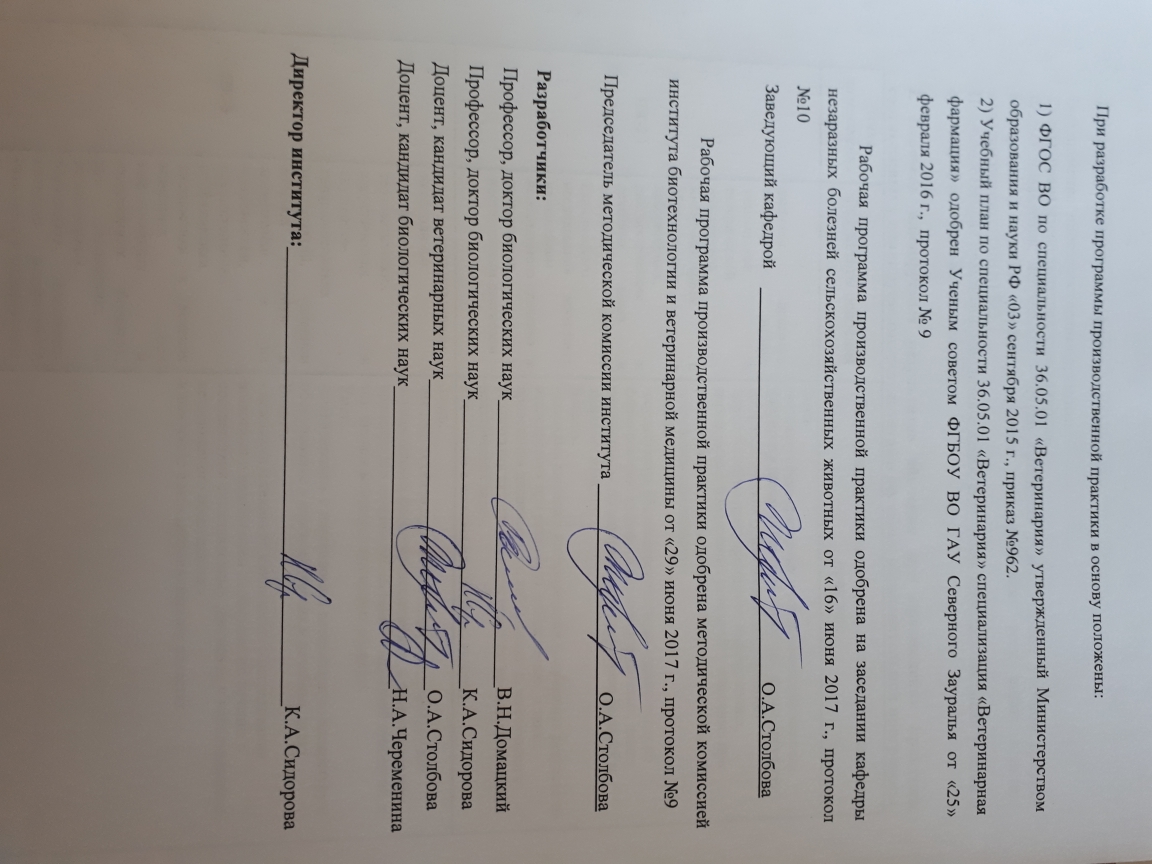 При разработке программы производственной практики в основу положены:
1) ФГОС ВО по специальности 36.05.01 «Ветеринария» утвержденный Министерством
образования и науки РФ «03» сентября 2015 г., приказ №962.
2) Учебный план по специальности 36.05.01 «Ветеринария» специализация «Ветеринарная
фармация» одобрен Ученым советом ФГБОУ ВО ГАУ Северного Зауралья от «25»
февраля 2016 г., протокол № 9
Рабочая программа производственной практики одобрена на заседании кафедры
незаразных болезней сельскохозяйственных животных от «16» июня 2017 г., протокол
№10
Заведующий кафедрой О.А.Столбова
Рабочая программа производственной практики одобрена методической комиссией
института биотехнологии и ветеринарной медицины от «29» июня 2017 г., протокол №9
Председатель методической комиссии института О.А.Столбова
Разработчики:
Профессор, доктор биологических наук В.Н.Домацкий
Профессор, доктор биологических наук К.А.Сидорова
Доцент, кандидат ветеринарных наук О.А.Столбова
Доцент, кандидат биологических наук Н.А.Череменина
Директор института: К.А.Сидорова